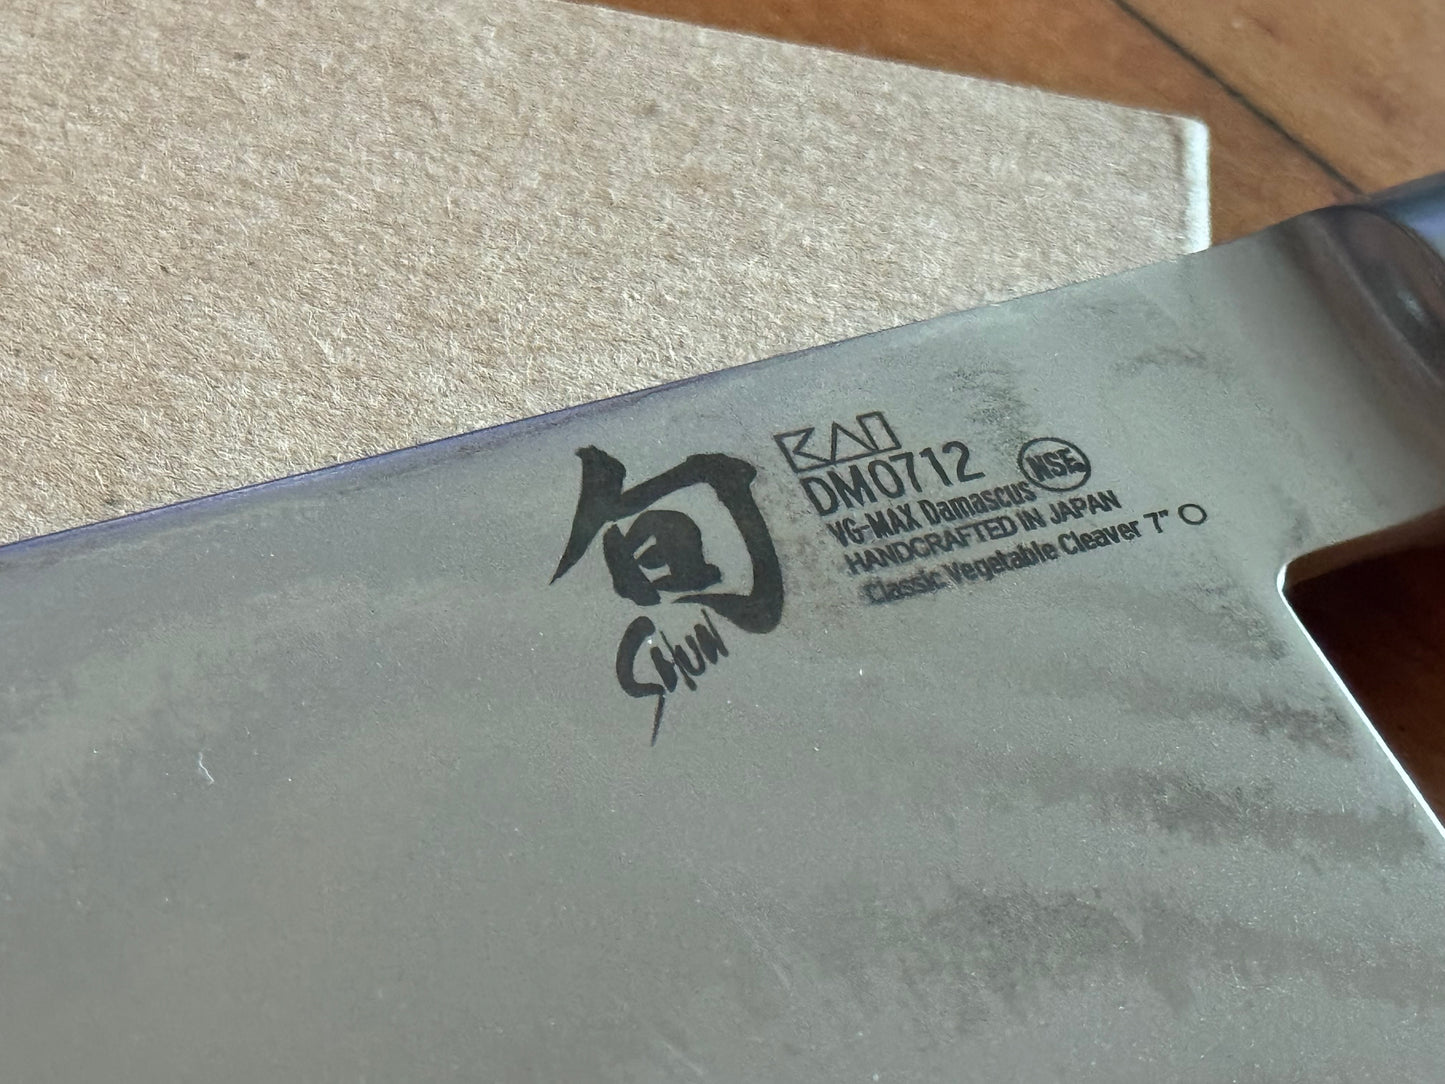 旬
SHUN
KAI
DM0712
NSF
VG-MAX Damascus
HANDCRAFTED IN JAPAN
Classic Vegetable Cleaver 7" O